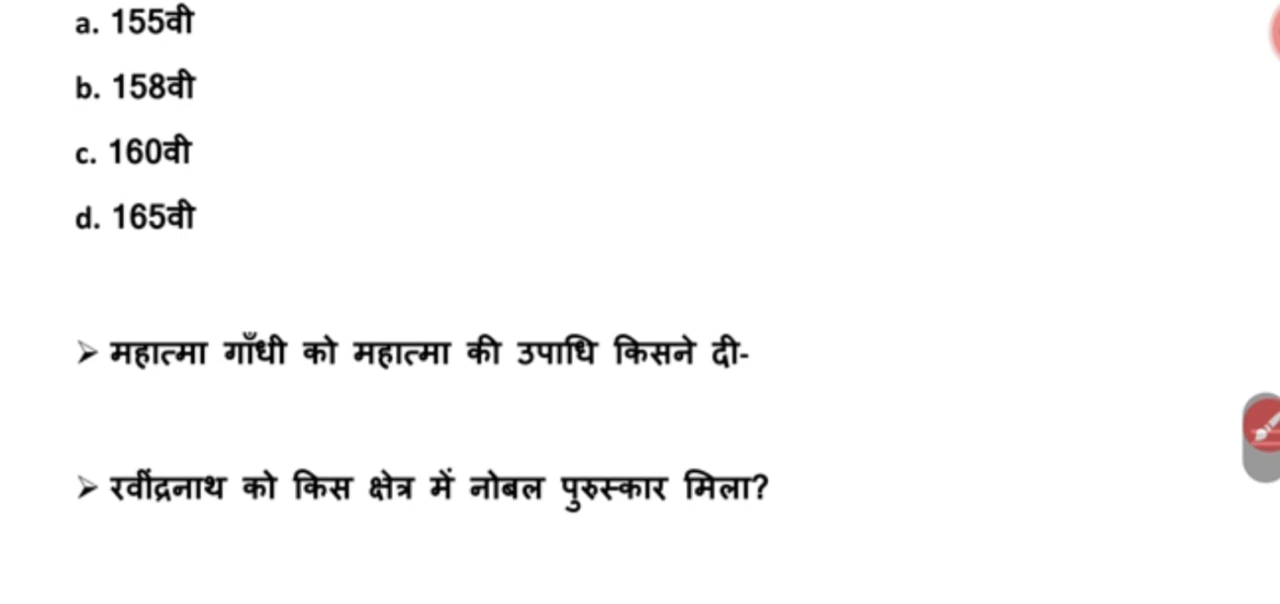 a. 155वी
b. 158वी
c. 160वी
d. 165वी
➢ महात्मा गाँधी को महात्मा की उपाधि किसने दी-
➢ रवींद्रनाथ को किस क्षेत्र में नोबल पुरुस्कार मिला?